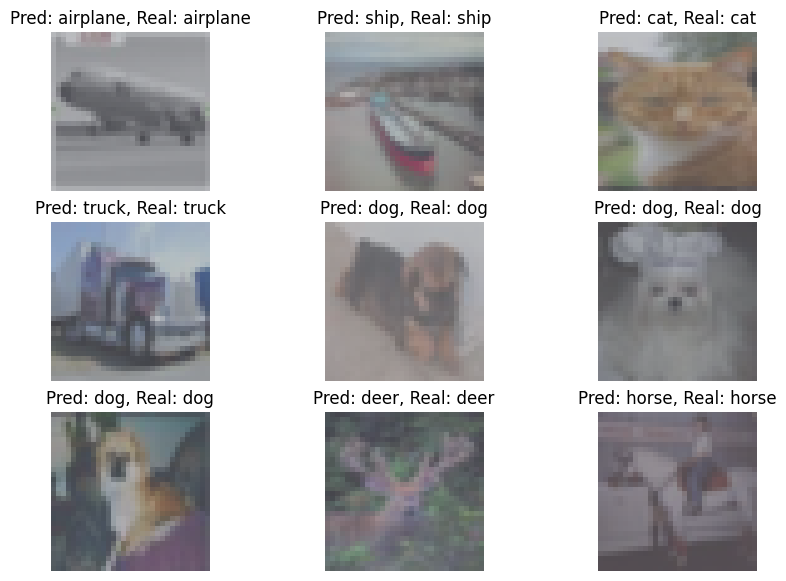 Pred: airplane, Real: airplane
Pred: ship, Real: ship
Pred: cat, Real: cat
Pred: truck, Real: truck
Pred: dog, Real: dog
Pred: dog, Real: dog
Pred: dog, Real: dog
Pred: deer, Real: deer
Pred: horse, Real: horse